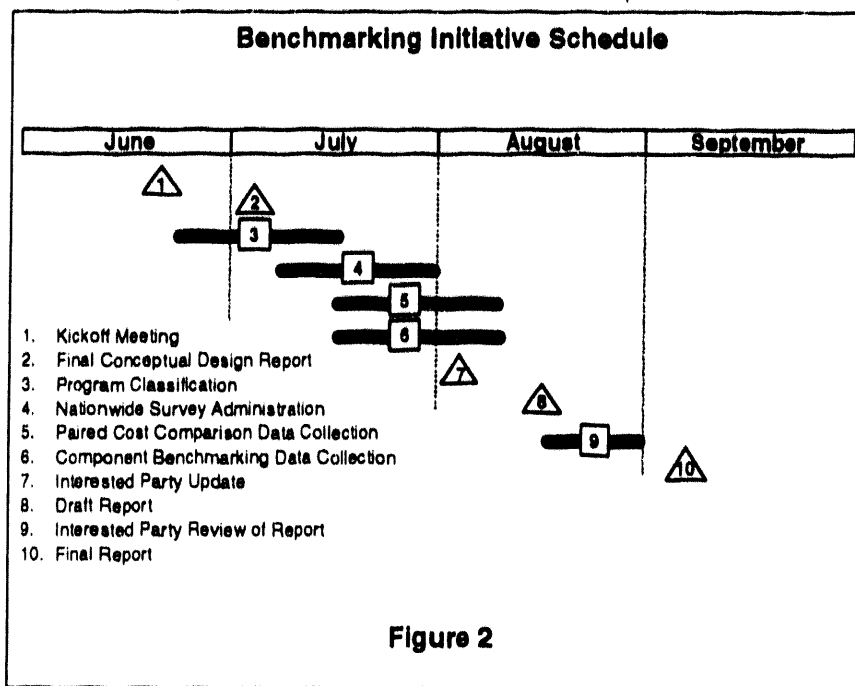 Benchmarking Initiative Schedule
June July August September
1
2
3
4
5
6
7
8
9
10
1. Kickoff Meeting
2. Final Conceptual Design Report
3. Program Classification
4. Nationwide Survey Administration
5. Paired Cost Comparison Data Collection
6. Component Benchmarking Data Collection
7. Interested Party Update
8. Draft Report
9. Interested Party Review of Report
10. Final Report
Figure 2